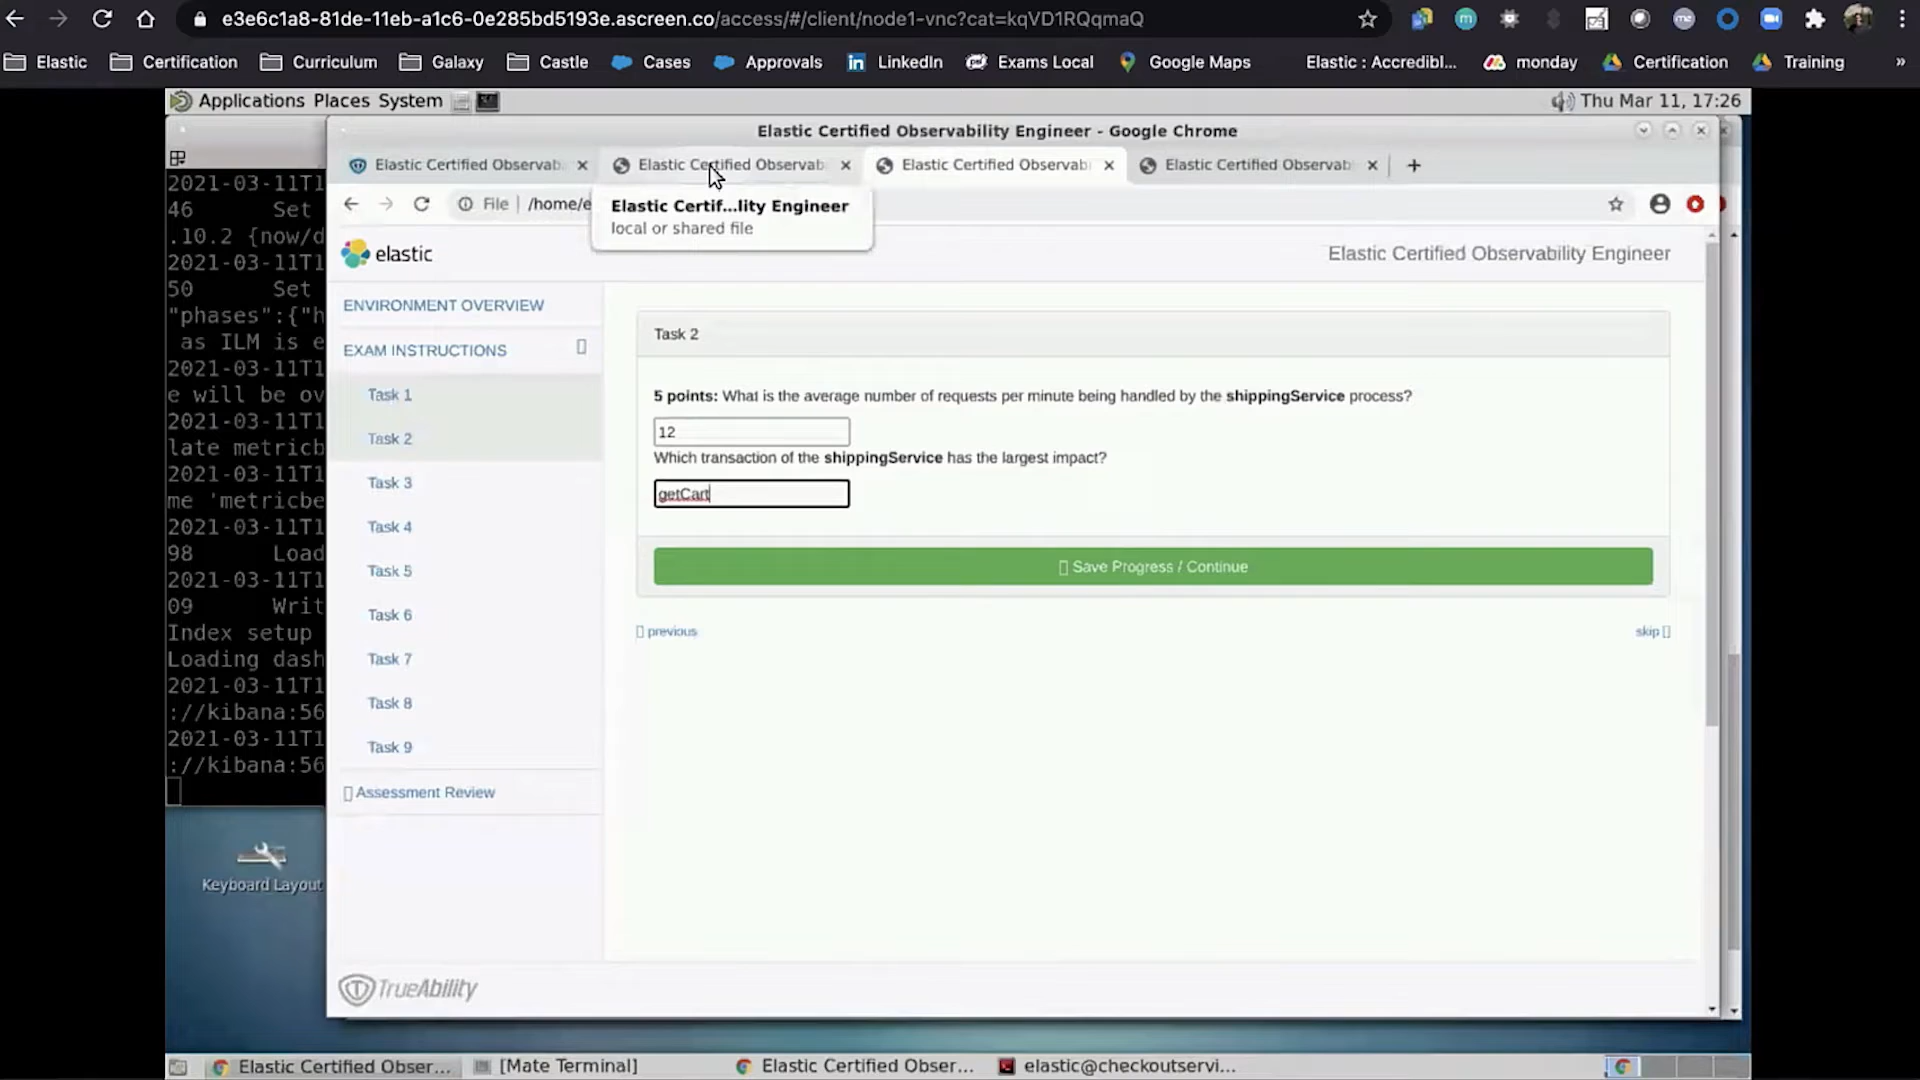 e3e6c1a8-81de-11eb-a1c6-0e285bd5193e.ascreen.co/access/#/client/node1-vnc?cat=kqVD1RQqmaQ
Elastic Certification Curriculum Galaxy Castle Cases Approvals LinkedIn Exams Local Google Maps Elastic : Accredibl... monday Certification Training »
Applications Places System Thu Mar 11, 17:26
Elastic Certified Observability Engineer - Google Chrome
Elastic Certified Observab Elastic Certified Observab Elastic Certified Observab Elastic Certified Observab
File /home/e
Elastic Certif...lity Engineer
local or shared file
elastic Elastic Certified Observability Engineer
ENVIRONMENT OVERVIEW
EXAM INSTRUCTIONS
Task 1
Task 2
Task 3
Task 4
Task 5
Task 6
Task 7
Task 8
Task 9
Assessment Review
TrueAbility
Task 2
5 points: What is the average number of requests per minute being handled by the shippingService process?
12
Which transaction of the shippingService has the largest impact?
getCart
Save Progress / Continue
previous skip
2021-03-11T1
46 Set
.10.2 {now/d
2021-03-11T1
50 Set
"phases":{"h
as ILM is e
2021-03-11T1
e will be ov
2021-03-11T1
late metricb
2021-03-11T1
me 'metricbe
2021-03-11T1
98 Load
2021-03-11T1
09 Writ
Index setup
Loading dash
2021-03-11T1
://kibana:56
2021-03-11T1
://kibana:56
Keyboard Layout
Elastic Certified Obser... [Mate Terminal] Elastic Certified Obser... elastic@checkoutservi...